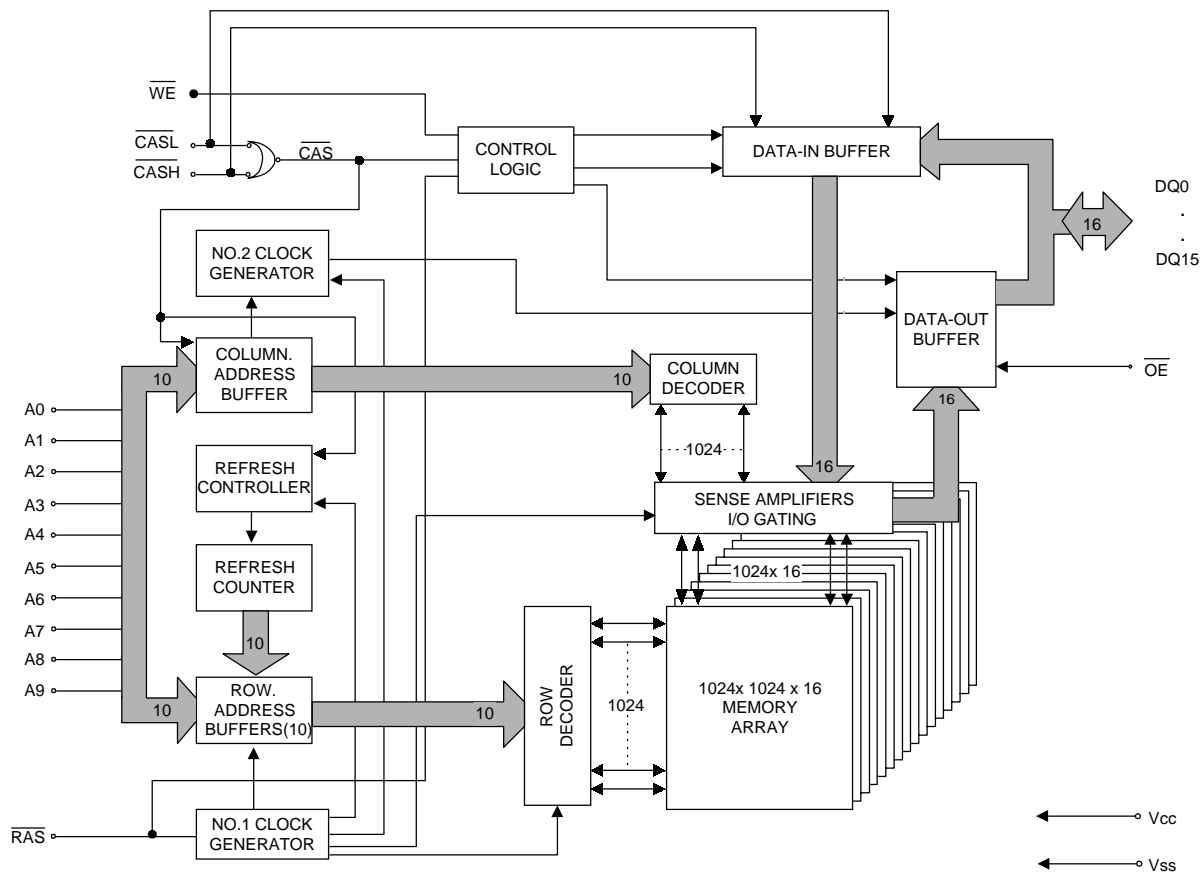 WE
CASL
CASH
CAS
CONTROL
LOGIC
DATA-IN BUFFER
DQ0
.
.
DQ15
16
NO.2 CLOCK
GENERATOR
DATA-OUT
BUFFER
OE
COLUMN.
ADDRESS
BUFFER
10
10
COLUMN
DECODER
16
A0
A1
A2
A3
A4
A5
A6
A7
A8
A9
1024
16
REFRESH
CONTROLLER
SENSE AMPLIFIERS
I/O GATING
REFRESH
COUNTER
1024x 16
10
ROW.
ADDRESS
BUFFERS(10)
10
10
ROW
DECODER
1024
1024x 1024 x 16
MEMORY
ARRAY
RAS
NO.1 CLOCK
GENERATOR
Vcc
Vss